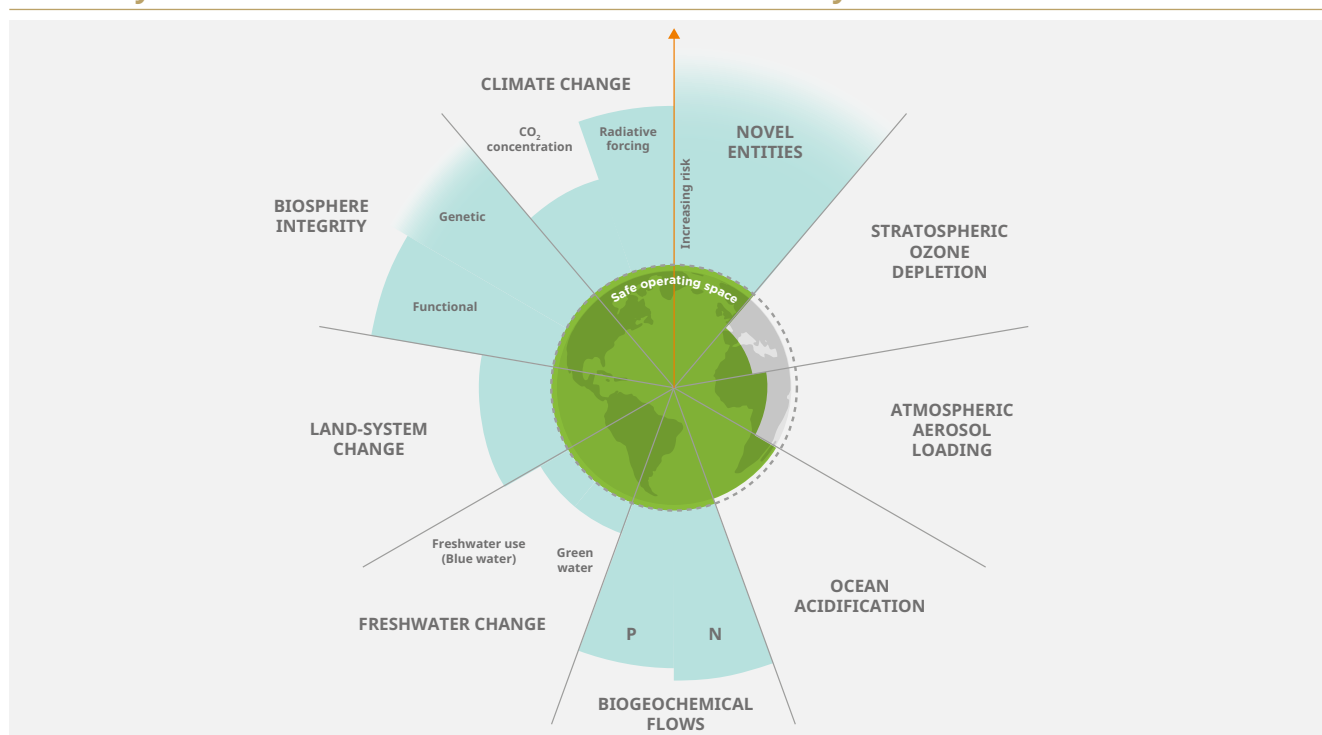 CLIMATE CHANGE
CO2
concentration
Radiative
forcing
NOVEL
ENTITIES
Increasing risk
BIOSPHERE
INTEGRITY
Genetic
Functional
STRATOSPHERIC
OZONE
DEPLETION
Safe operating space
LAND-SYSTEM
CHANGE
ATMOSPHERIC
AEROSOL
LOADING
Freshwater use
(Blue water)
Green
water
FRESHWATER CHANGE
OCEAN
ACIDIFICATION
P
N
BIOGEOCHEMICAL
FLOWS